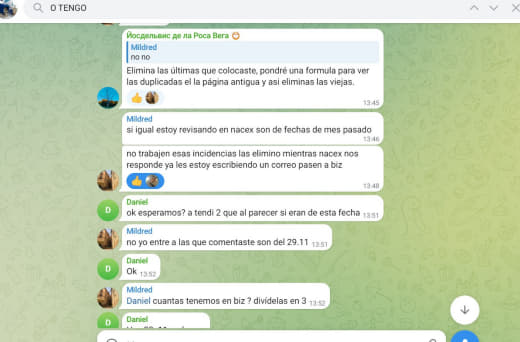 O TENGO
Йосдельвис де ла Роса Вега
Mildred
no no
Elimina las últimas que colocaste, pondré una formula para ver
las duplicadas el la página antigua y asi eliminas las viejas.
13:45
Mildred
si igual estoy revisando en nacex son de fechas de mes pasado
13:46
no trabajen esas incidencias las elimino mientras nacex nos
responde ya les estoy escribiendo un correo pasen a biz
13:48
D
Daniel
ok esperamos? a tendi 2 que al parecer si eran de esta fecha 13:51
Mildred
no yo entre a las que comentaste son del 29.11 13:51
D
Daniel
Ok 13:52
Mildred
Daniel cuantas tenemos en biz ? divídelas en 3 13:52
D
Daniel